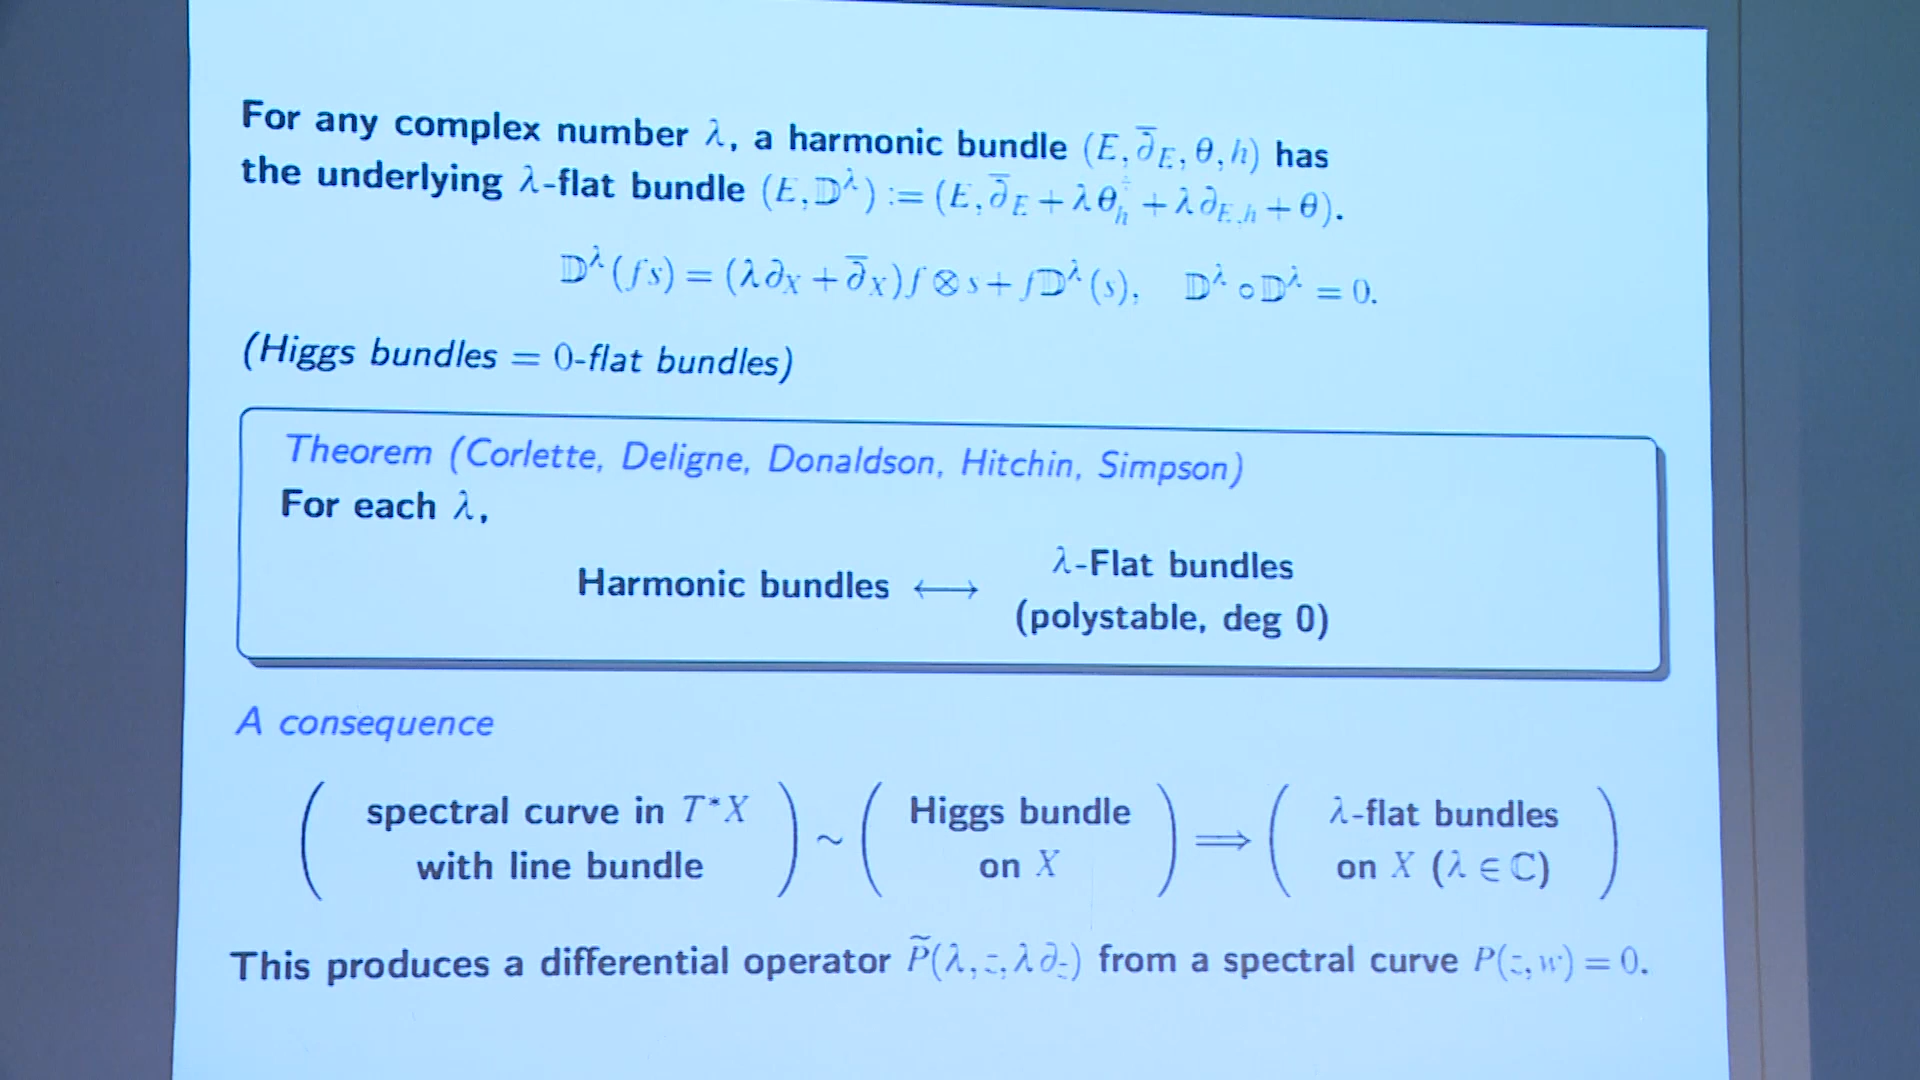 For any complex number λ, a harmonic bundle (E, ∂̄_E, θ, h) has
the underlying λ-flat bundle (E, 𝔻^λ) := (E, ∂̄_E + λθ_h^† + λ∂_{E,h} + θ).
𝔻^λ(fs) = (λ∂_X + ∂̄_X)f ⊗ s + f𝔻^λ(s), 𝔻^λ ∘ 𝔻^λ = 0.
(Higgs bundles = 0-flat bundles)
Theorem (Corlette, Deligne, Donaldson, Hitchin, Simpson)
For each λ,
Harmonic bundles ⟷ λ-Flat bundles
(polystable, deg 0)
A consequence
( spectral curve in T*X with line bundle ) ~ ( Higgs bundle on X ) ⟹ ( λ-flat bundles on X (λ ∈ ℂ) )
This produces a differential operator P̃(λ, z, λ∂_z) from a spectral curve P(z, w) = 0.